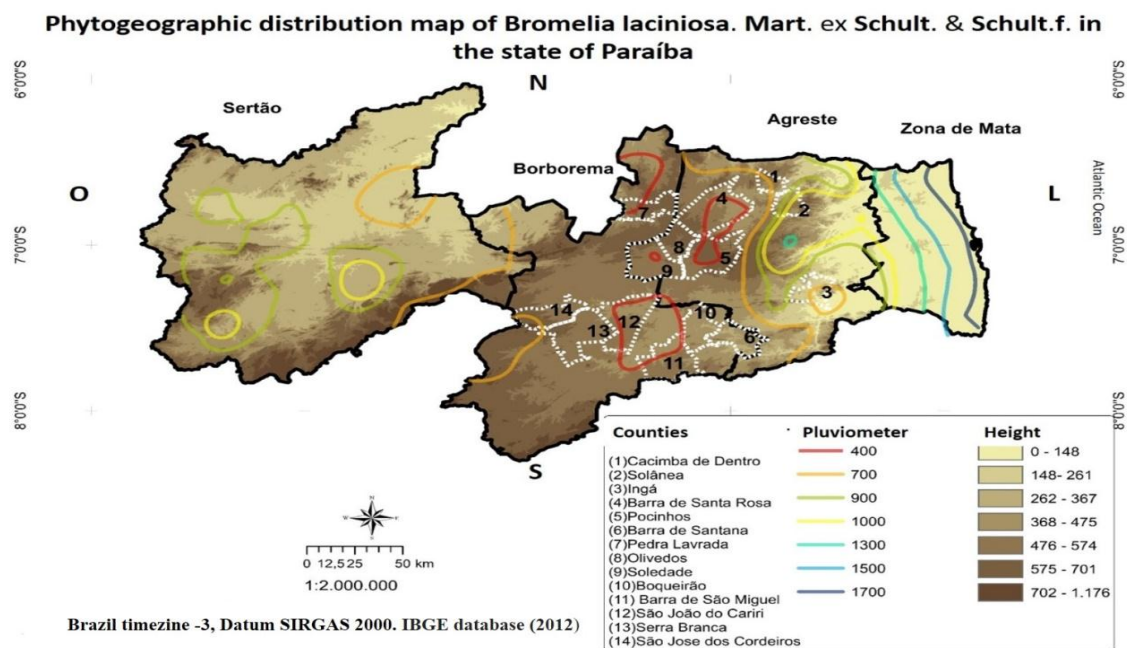 Phytogeographic distribution map of Bromelia laciniosa. Mart. ex Schult. & Schult.f. in
the state of Paraíba
6°0'0"S
N
6°0'0"S
Sertão
Agreste
Zona de Mata
Borborema
Atlantic Ocean
O
L
1
2
4
7
7°0'0"S
7°0'0"S
8
5
9
3
14
12
10
13
6
11
8°0'0"S
8°0'0"S
S
Counties
(1)Cacimba de Dentro
(2)Solânea
(3)Ingá
(4)Barra de Santa Rosa
(5)Pocinhos
(6)Barra de Santana
(7)Pedra Lavrada
(8)Olivedos
(9)Soledade
(10)Boqueirão
(11) Barra de São Miguel
(12)São João do Cariri
(13)Serra Branca
(14)São Jose dos Cordeiros
Pluviometer
400
700
900
1000
1300
1500
1700
Height
0 - 148
148- 261
262 - 367
368 - 475
476 - 574
575 - 701
702 - 1.176
N
W
S
0 12,5 25 50 km
1:2.000.000
Brazil timezine -3, Datum SIRGAS 2000. IBGE database (2012)